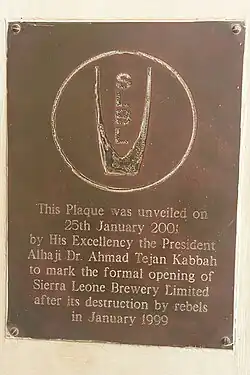 SLBL
This Plaque was unveiled on
25th January 2001
by His Excellency the President
Alhaji Dr. Ahmad Tejan Kabbah
to mark the formal opening of
Sierra Leone Brewery Limited
after its destruction by rebels
in January 1999